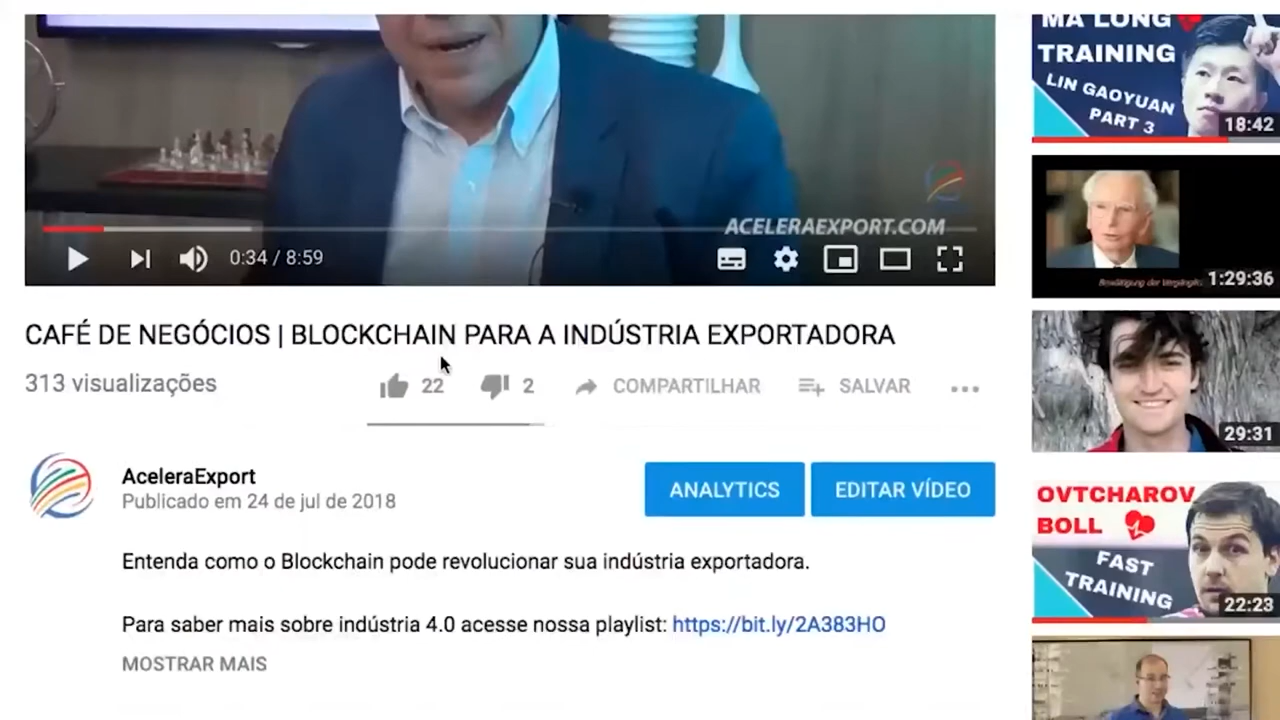 ACELERAEXPORT.COM
0:34 / 8:59
CAFÉ DE NEGÓCIOS | BLOCKCHAIN PARA A INDÚSTRIA EXPORTADORA
313 visualizações
22
2
COMPARTILHAR
SALVAR
AceleraExport
Publicado em 24 de jul de 2018
ANALYTICS
EDITAR VÍDEO
Entenda como o Blockchain pode revolucionar sua indústria exportadora.
Para saber mais sobre indústria 4.0 acesse nossa playlist: https://bit.ly/2A383HO
MOSTRAR MAIS
MA LONG
TRAINING
LIN GAOYUAN
PART 3
18:42
1:29:36
29:31
OVTCHAROV
BOLL
FAST
TRAINING
22:23